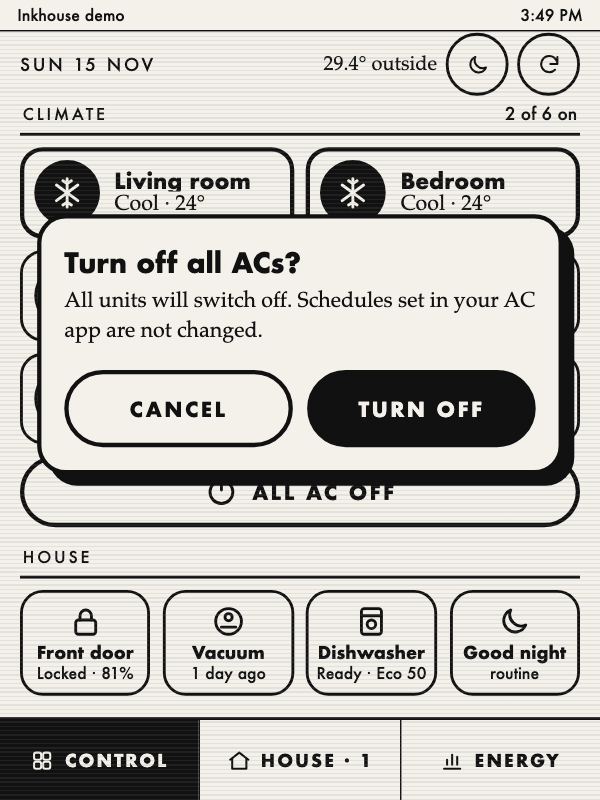 Inkhouse demo
3:49 PM
SUN 15 NOV
29.4° outside
CLIMATE
2 of 6 on
Living room
Cool · 24°
Bedroom
Cool · 24°
Turn off all ACs?
All units will switch off. Schedules set in your AC
app are not changed.
CANCEL
TURN OFF
ALL AC OFF
HOUSE
Front door
Locked · 81%
Vacuum
1 day ago
Dishwasher
Ready · Eco 50
Good night
routine
CONTROL
HOUSE · 1
ENERGY